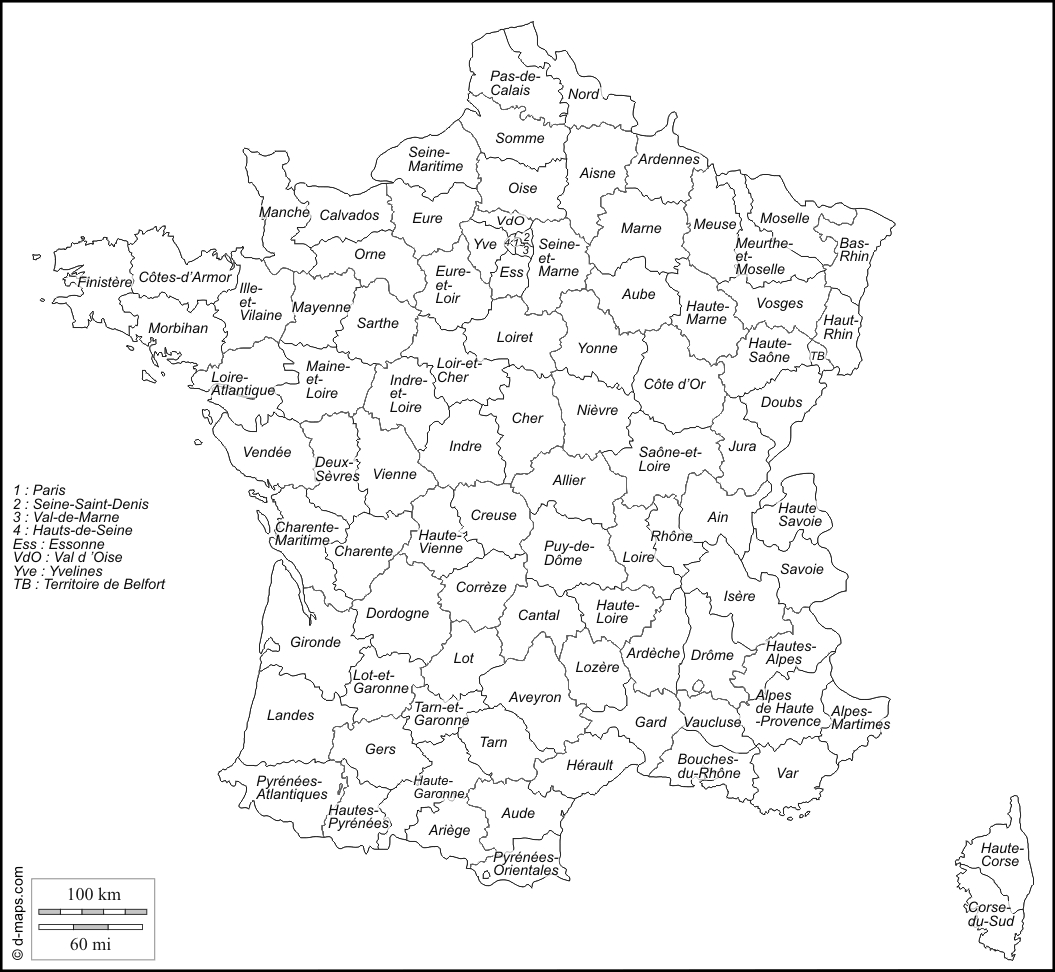 Pas-de-
Calais
Nord
Somme
Seine-
Maritime
Aisne
Ardennes
Oise
Manche
Calvados
Eure
VdO
Marne
Meuse
Moselle
Meurthe-
et-
Moselle
Bas-
Rhin
Yve
2
4
1
3
Seine-
et-
Marne
Orne
Ess
Finistère
Côtes-d’Armor
Ille-
et-
Vilaine
Eure-
et-
Loir
Aube
Haute-
Marne
Vosges
Haut-
Rhin
Mayenne
Sarthe
Morbihan
Loiret
Yonne
Haute-
Saône
TB
Loire-
Atlantique
Maine-
et-
Loire
Indre-
et-
Loire
Loir-et-
Cher
Côte d’Or
Doubs
Cher
Nièvre
Vendée
Deux-
Sèvres
Vienne
Indre
Saône-et-
Loire
Jura
Allier
1 : Paris
2 : Seine-Saint-Denis
3 : Val-de-Marne
4 : Hauts-de-Seine
Ess : Essonne
VdO : Val d ’Oise
Yve : Yvelines
TB : Territoire de Belfort
Charente-
Maritime
Charente
Haute-
Vienne
Creuse
Puy-de-
Dôme
Loire
Rhône
Ain
Haute
Savoie
Savoie
Isère
Corrèze
Dordogne
Cantal
Haute-
Loire
Gironde
Lot
Lozère
Ardèche
Drôme
Hautes-
Alpes
Lot-et-
Garonne
Aveyron
Landes
Tarn-et-
Garonne
Gard
Vaucluse
Alpes
de Haute
-Provence
Alpes-
Martimes
Gers
Tarn
Hérault
Bouches-
du-Rhône
Var
Pyrénées-
Atlantiques
Haute-
Garonne
Hautes-
Pyrénées
Ariège
Aude
Pyrénées-
Orientales
Haute-
Corse
Corse-
du-Sud
100 km
60 mi
© d-maps.com